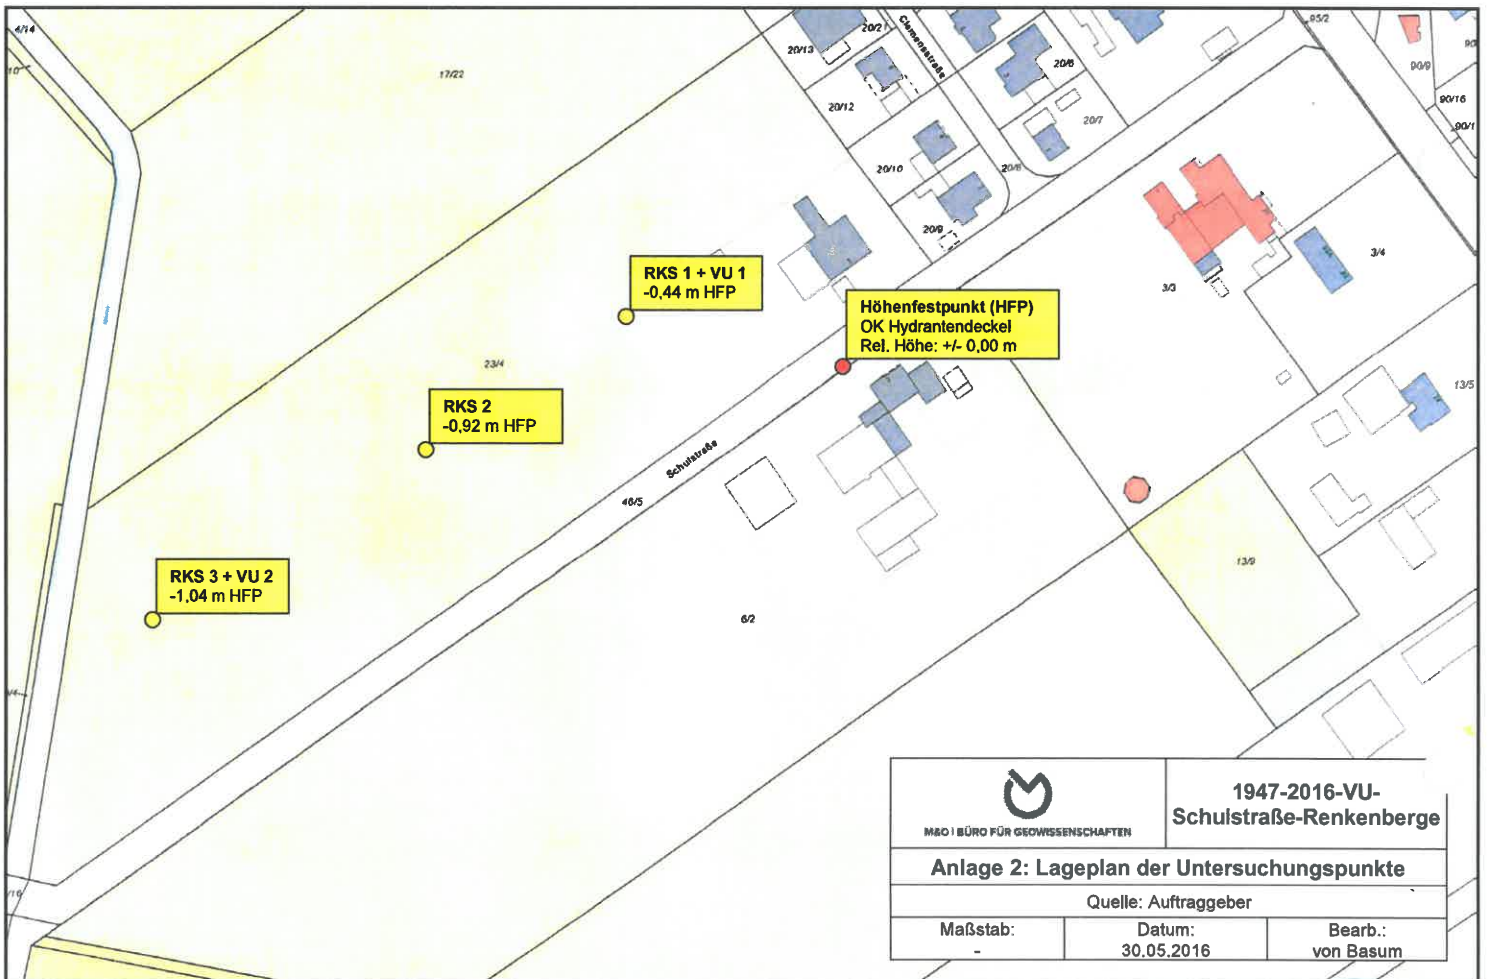 4/14
10
17/22
20/13
20/21
Clemensstraße
20/12
20/6
20/7
20/10
20/8
20/9
95/2
90/9
90
90/16
90/1
3/3
3/4
13/5
RKS 1 + VU 1
-0,44 m HFP
Höhenfestpunkt (HFP)
OK Hydrantendeckel
Rel. Höhe: +/- 0,00 m
23/4
RKS 2
-0,92 m HFP
Schulstraße
46/5
13/9
RKS 3 + VU 2
-1,04 m HFP
6/2
/16
M&O | BÜRO FÜR GEOWISSENSCHAFTEN
1947-2016-VU-
Schulstraße-Renkenberge
Anlage 2: Lageplan der Untersuchungspunkte
Quelle: Auftraggeber
Maßstab:
-
Datum:
30.05.2016
Bearb.:
von Basum